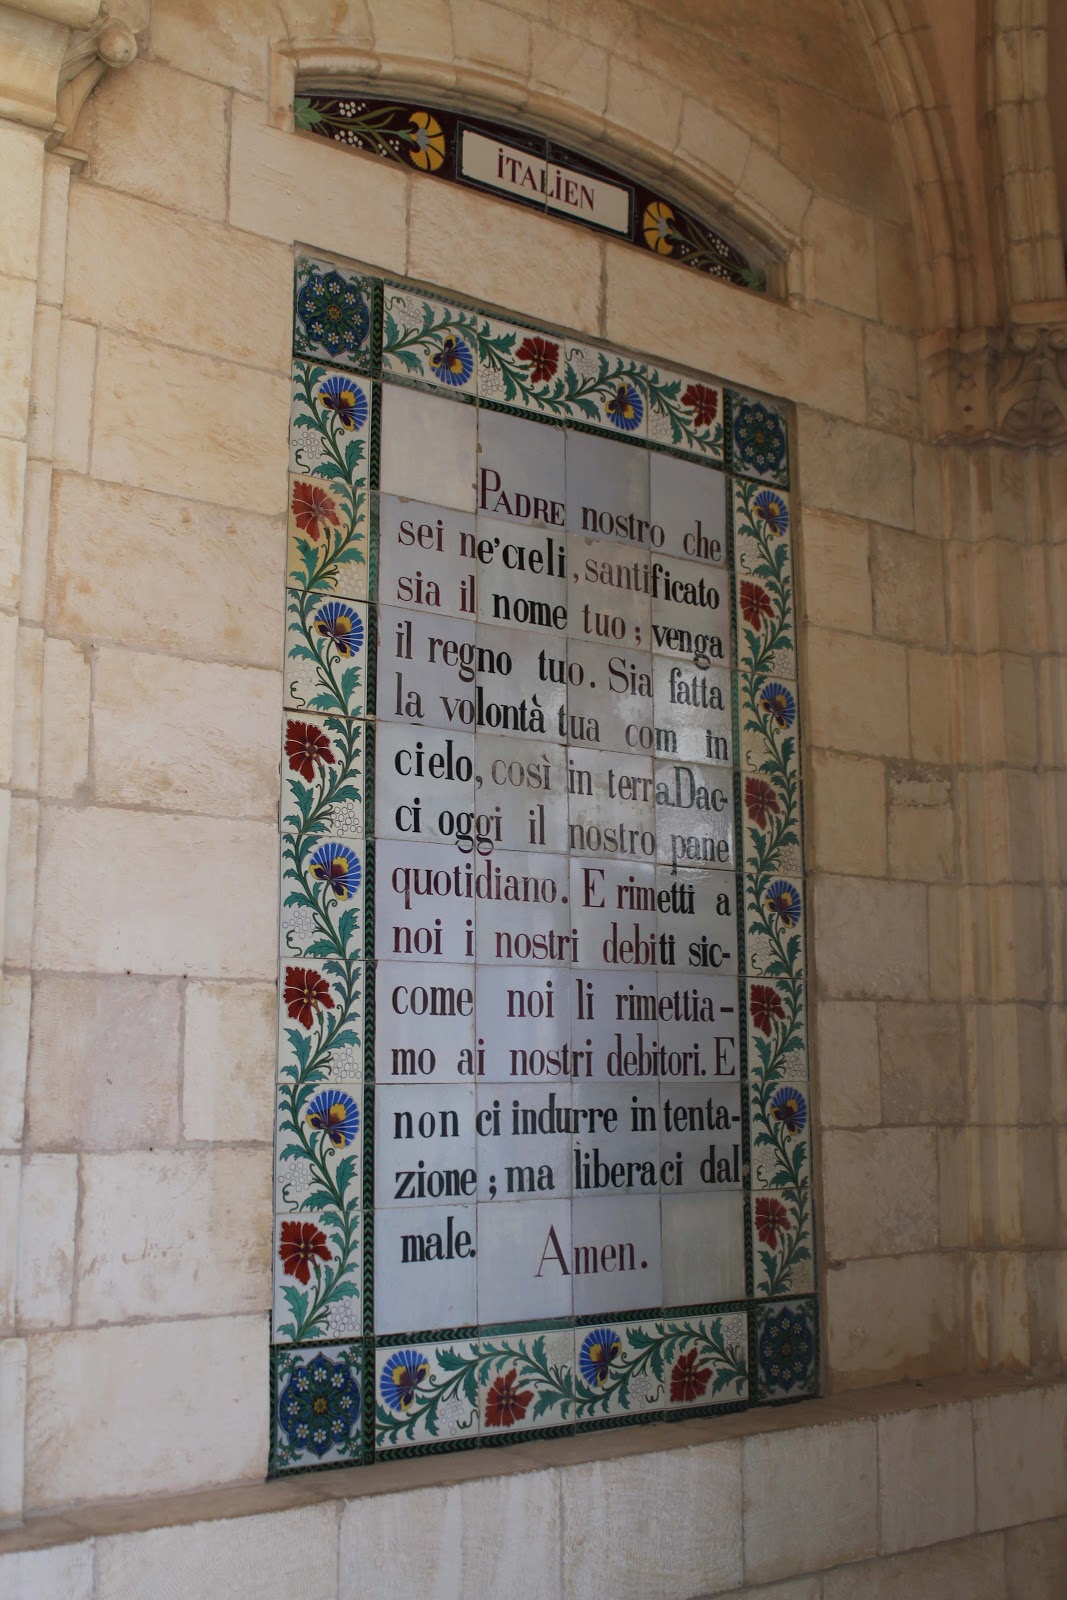 iTALiEN
PADRE nostro che
sei ne'cieli, santificato
sia il nome tuo; venga
il regno tuo. Sia fatta
la volontà tua com in
cielo, così in terra. Dac-
ci oggi il nostro pane
quotidiano. E rimetti a
noi i nostri debiti sic-
come noi li rimettia-
mo ai nostri debitori. E
non ci indurre in tenta-
zione; ma liberaci dal
male. Amen.